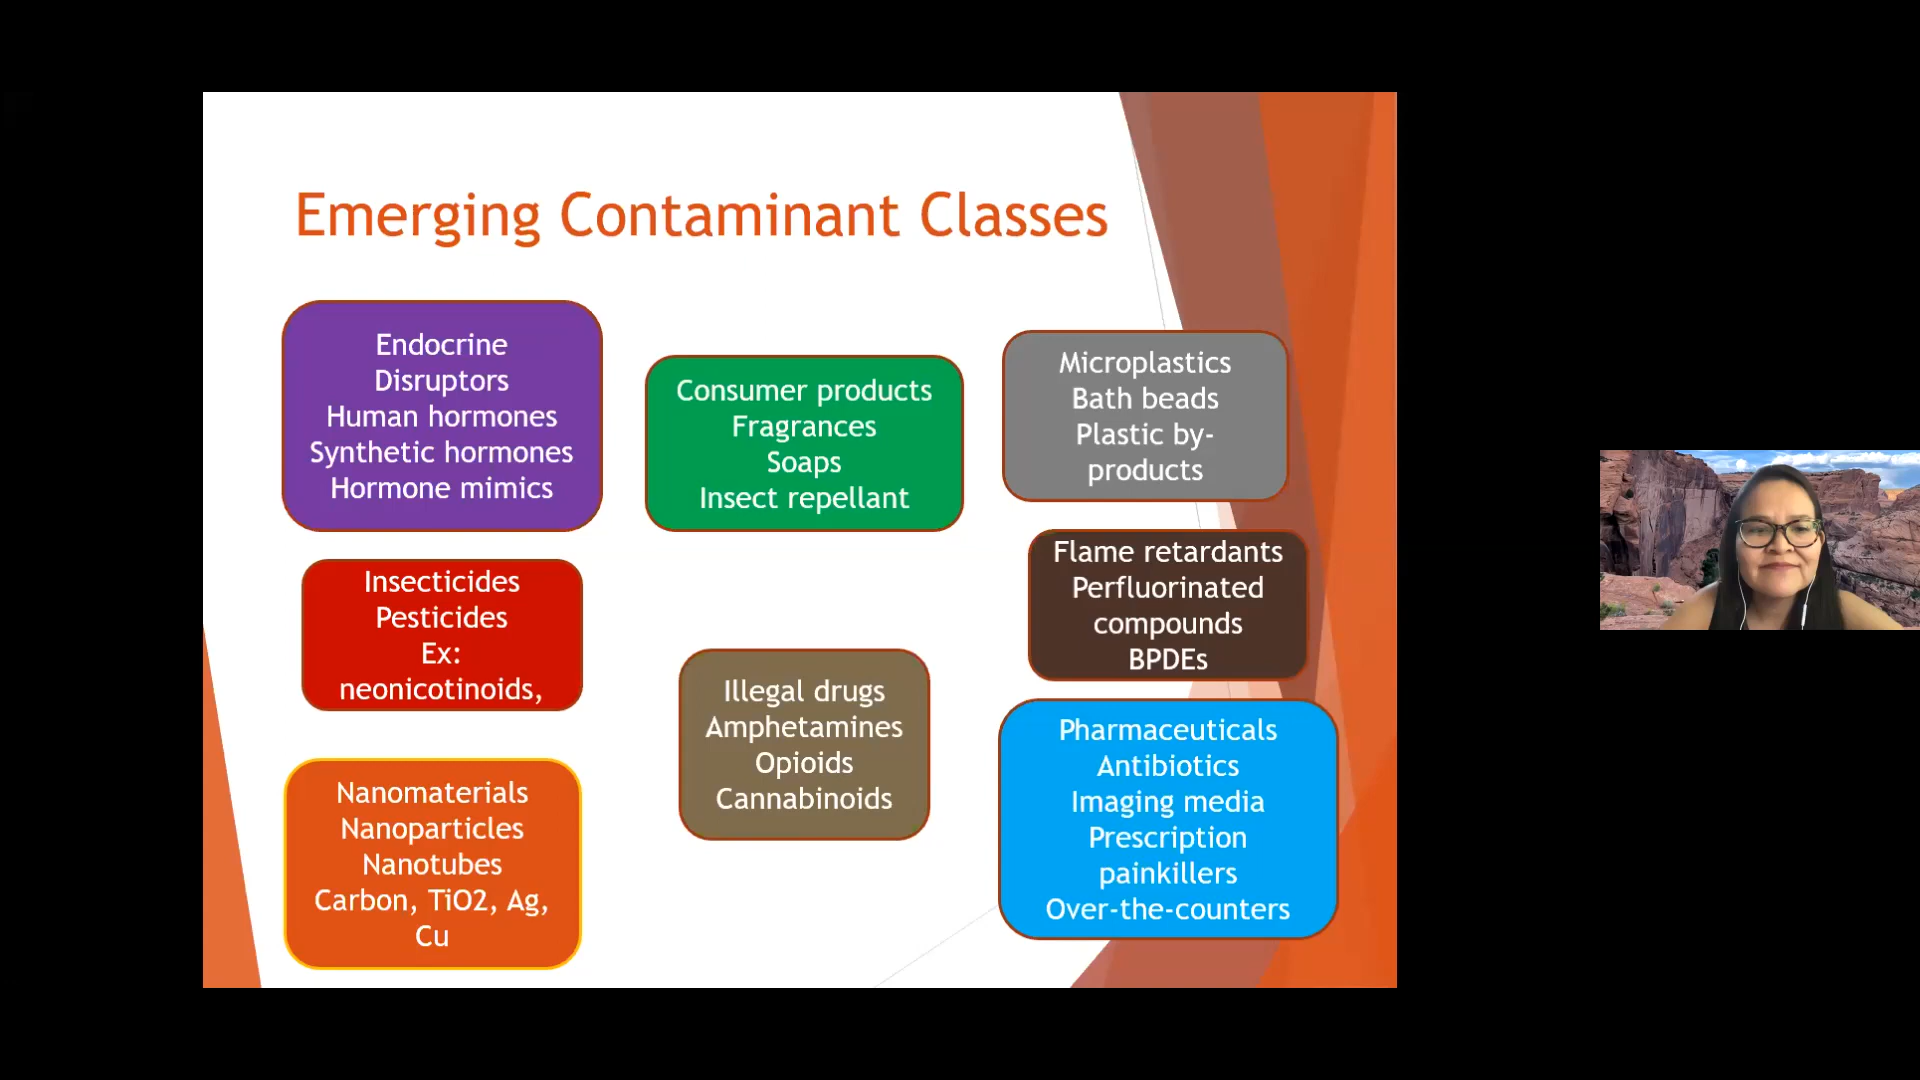 Emerging Contaminant Classes
Endocrine
Disruptors
Human hormones
Synthetic hormones
Hormone mimics
Consumer products
Fragrances
Soaps
Insect repellant
Microplastics
Bath beads
Plastic by-
products
Insecticides
Pesticides
Ex:
neonicotinoids,
Flame retardants
Perfluorinated
compounds
BPDEs
Illegal drugs
Amphetamines
Opioids
Cannabinoids
Nanomaterials
Nanoparticles
Nanotubes
Carbon, TiO2, Ag,
Cu
Pharmaceuticals
Antibiotics
Imaging media
Prescription
painkillers
Over-the-counters